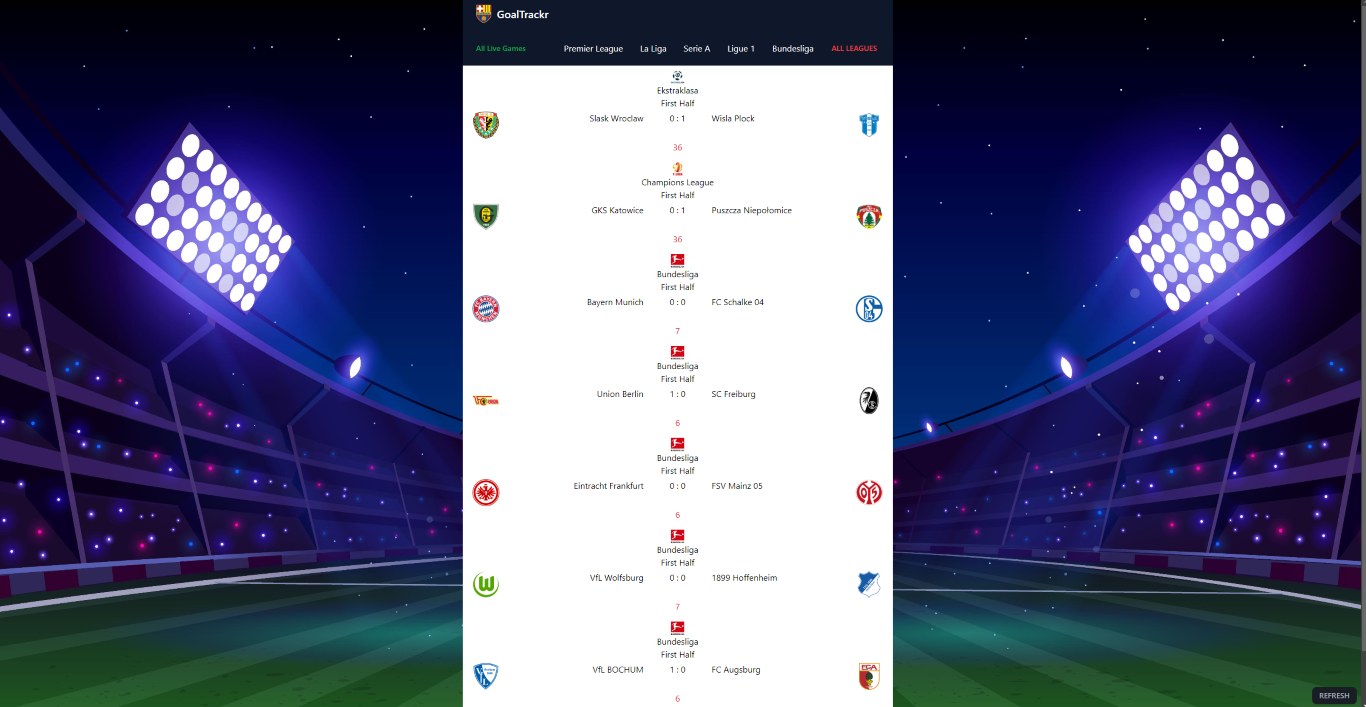 GoalTrackr
All Live Games Premier League La Liga Serie A Ligue 1 Bundesliga ALL LEAGUES
Ekstraklasa
First Half
Slask Wroclaw 0 : 1 Wisla Plock
36
Champions League
First Half
GKS Katowice 0 : 1 Puszcza Niepołomice
36
Bundesliga
First Half
Bayern Munich 0 : 0 FC Schalke 04
7
Bundesliga
First Half
Union Berlin 1 : 0 SC Freiburg
6
Bundesliga
First Half
Eintracht Frankfurt 0 : 0 FSV Mainz 05
6
Bundesliga
First Half
VfL Wolfsburg 0 : 0 1899 Hoffenheim
7
Bundesliga
First Half
VfL BOCHUM 1 : 0 FC Augsburg
FCA
6
REFRESH